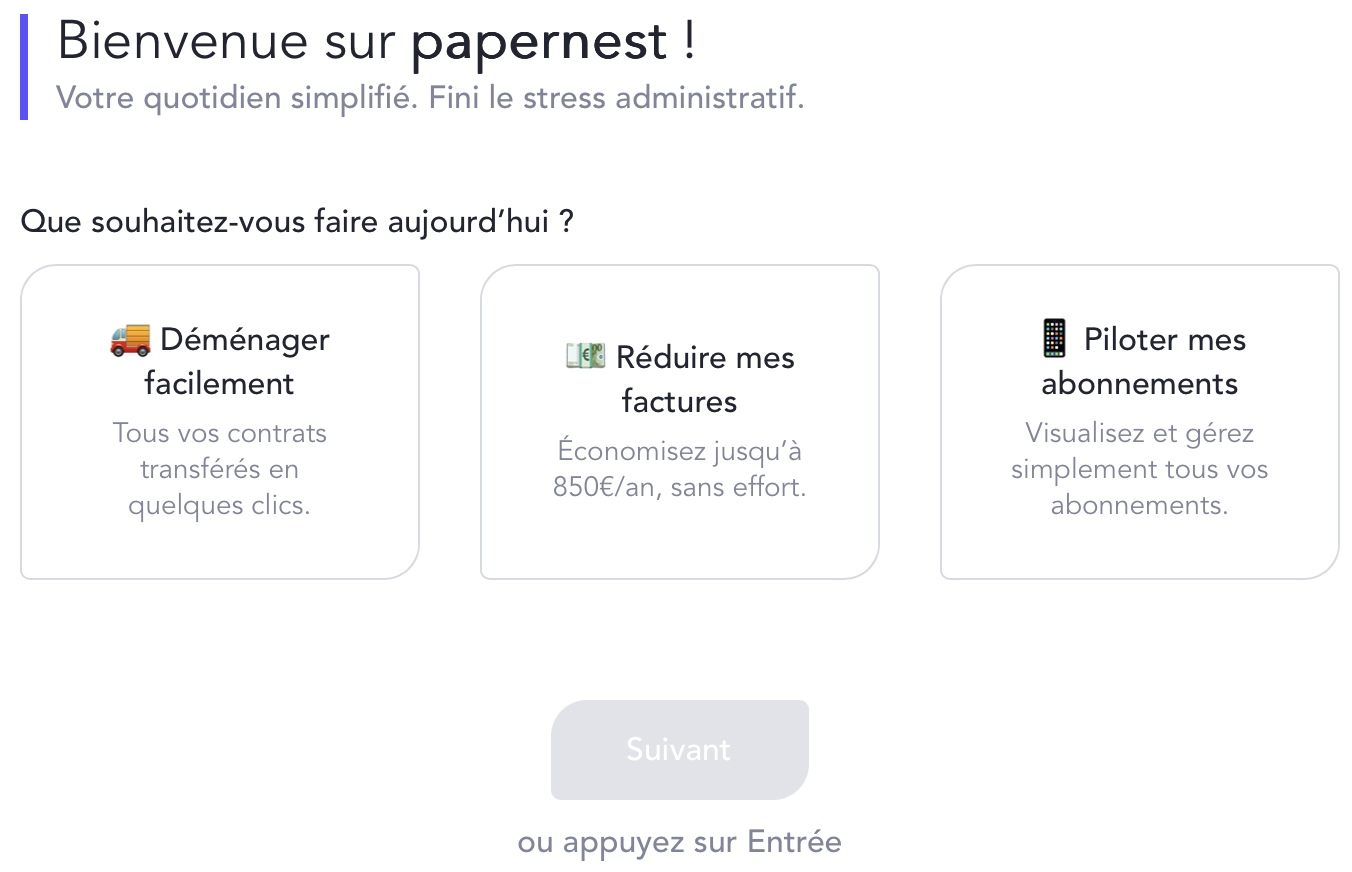 Bienvenue sur papernest !
Votre quotidien simplifié. Fini le stress administratif.
Que souhaitez-vous faire aujourd’hui ?
🚚 Déménager
facilement
Tous vos contrats
transférés en
quelques clics.
💶 Réduire mes
factures
Économisez jusqu’à
850€/an, sans effort.
📱 Piloter mes
abonnements
Visualisez et gérez
simplement tous vos
abonnements.
Suivant
ou appuyez sur Entrée